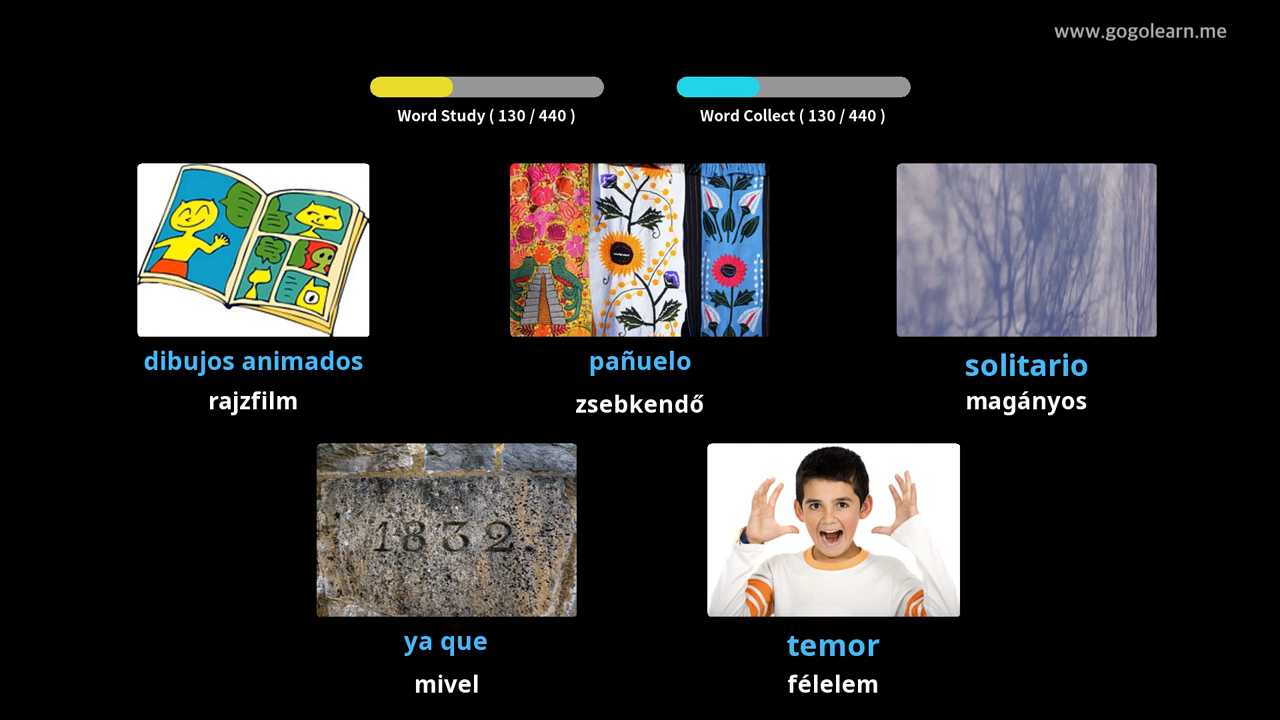 www.gogolearn.me
Word Study ( 130 / 440 )
Word Collect ( 130 / 440 )
dibujos animados
pañuelo
solitario
rajzfilm
zsebkendő
magányos
1832.
ya que
temor
mivel
félelem